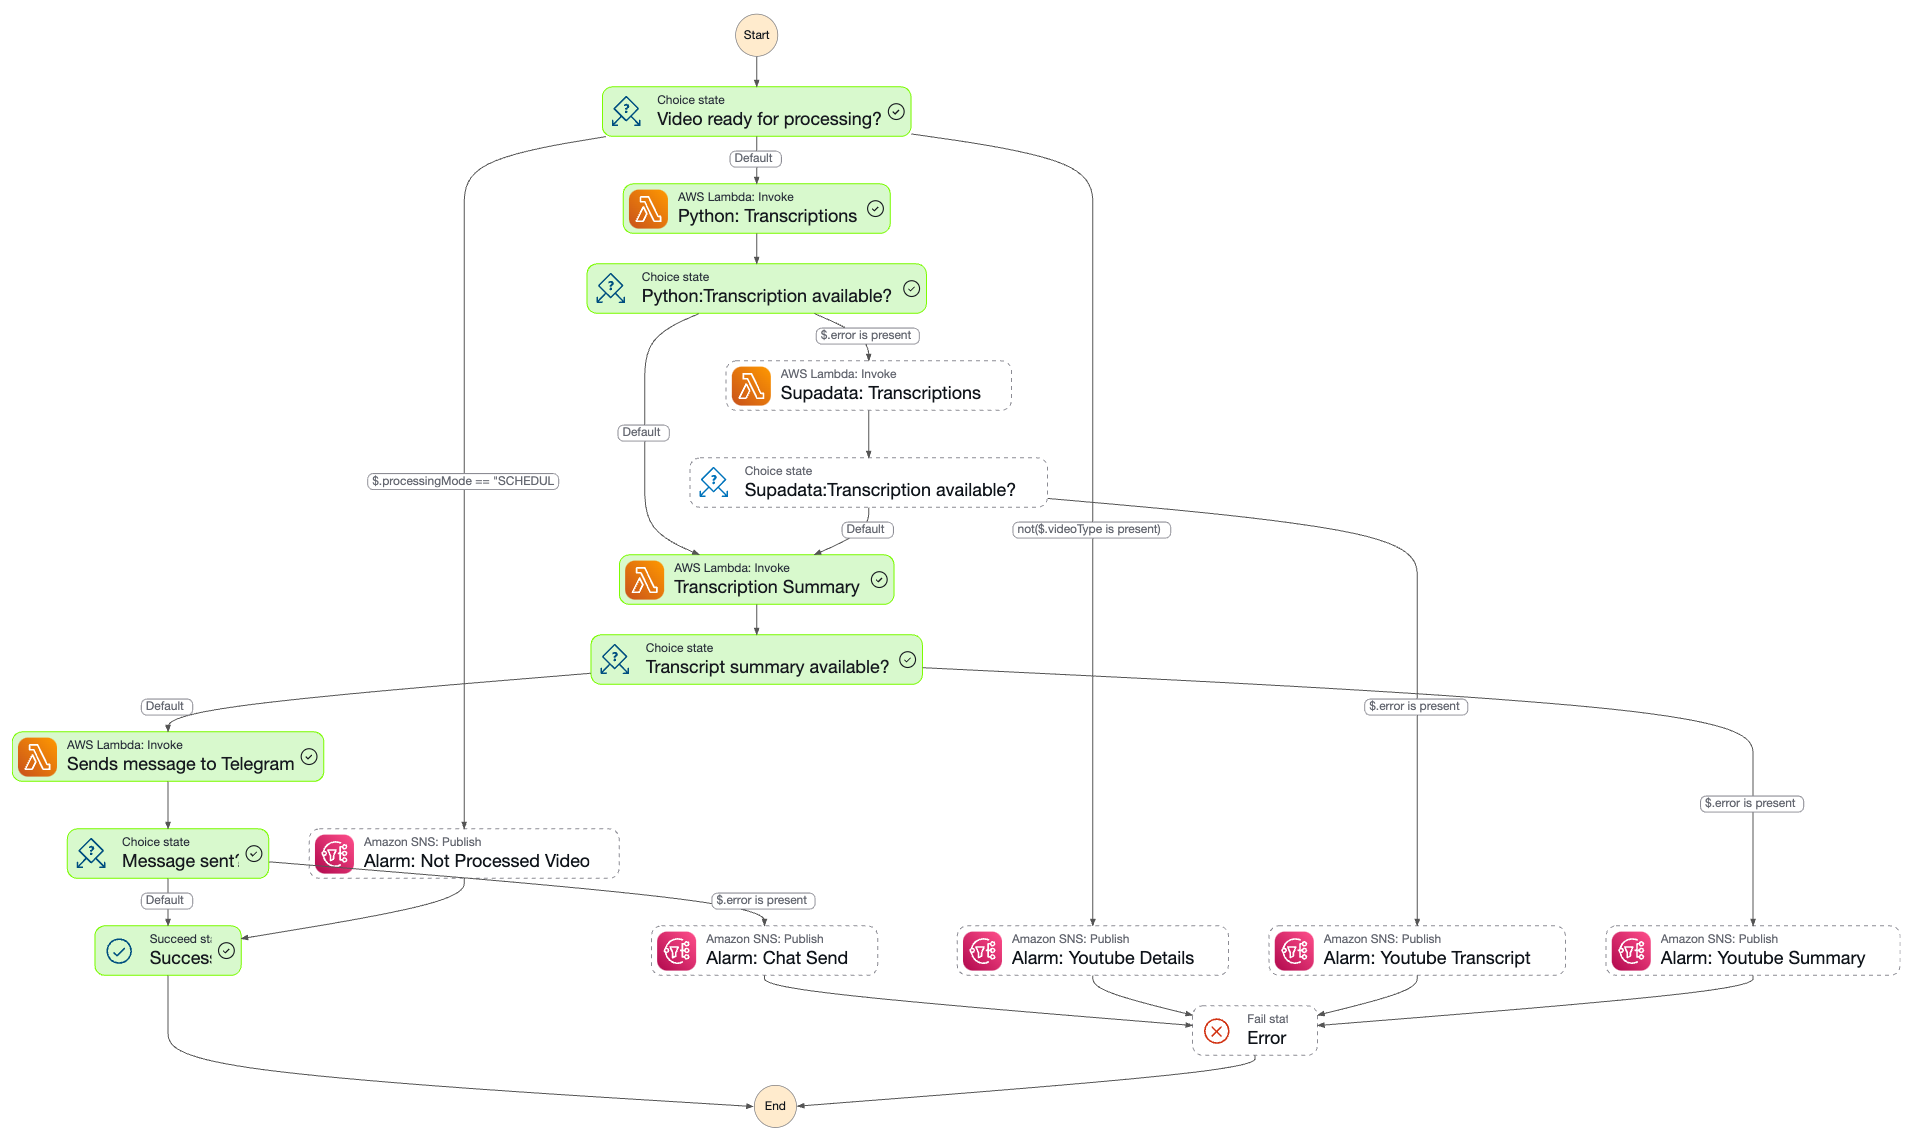 Start
Choice state
Video ready for processing?
Default
AWS Lambda: Invoke
Python: Transcriptions
Choice state
Python:Transcription available?
$.error is present
AWS Lambda: Invoke
Supadata: Transcriptions
Default
Choice state
Supadata:Transcription available?
$.processingMode == "SCHEDUL
Default
not($.videoType is present)
AWS Lambda: Invoke
Transcription Summary
Choice state
Transcript summary available?
Default
$.error is present
AWS Lambda: Invoke
Sends message to Telegram
$.error is present
Choice state
Message sent?
Amazon SNS: Publish
Alarm: Not Processed Video
Default
$.error is present
Succeed sta
Success
Amazon SNS: Publish
Alarm: Chat Send
Amazon SNS: Publish
Alarm: Youtube Details
Amazon SNS: Publish
Alarm: Youtube Transcript
Amazon SNS: Publish
Alarm: Youtube Summary
Fail stat
Error
End